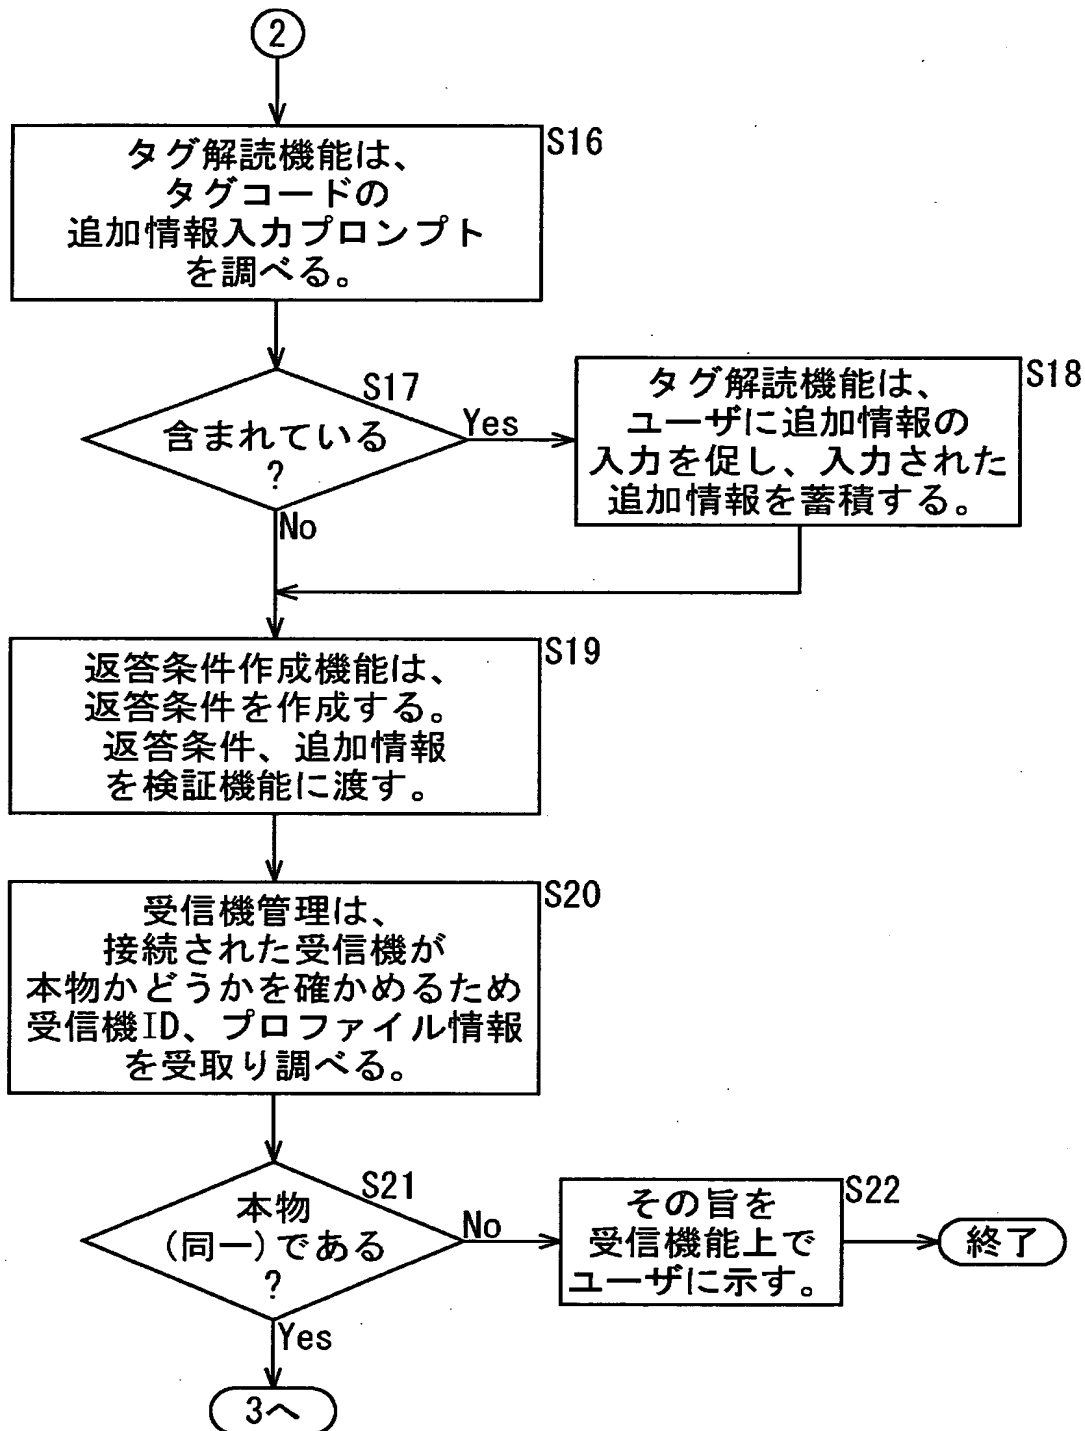 2
S16
タグ解読機能は、
タグコードの
追加情報入力プロンプト
を調べる。
S17
含まれている
?
Yes
No
S18
タグ解読機能は、
ユーザに追加情報の
入力を促し、入力された
追加情報を蓄積する。
S19
返答条件作成機能は、
返答条件を作成する。
返答条件、追加情報
を検証機能に渡す。
S20
受信機管理は、
接続された受信機が
本物かどうかを確かめるため
受信機ID、プロファイル情報
を受取り調べる。
S21
本物
(同一)である
?
No
Yes
S22
その旨を
受信機能上で
ユーザに示す。
終了
3へ